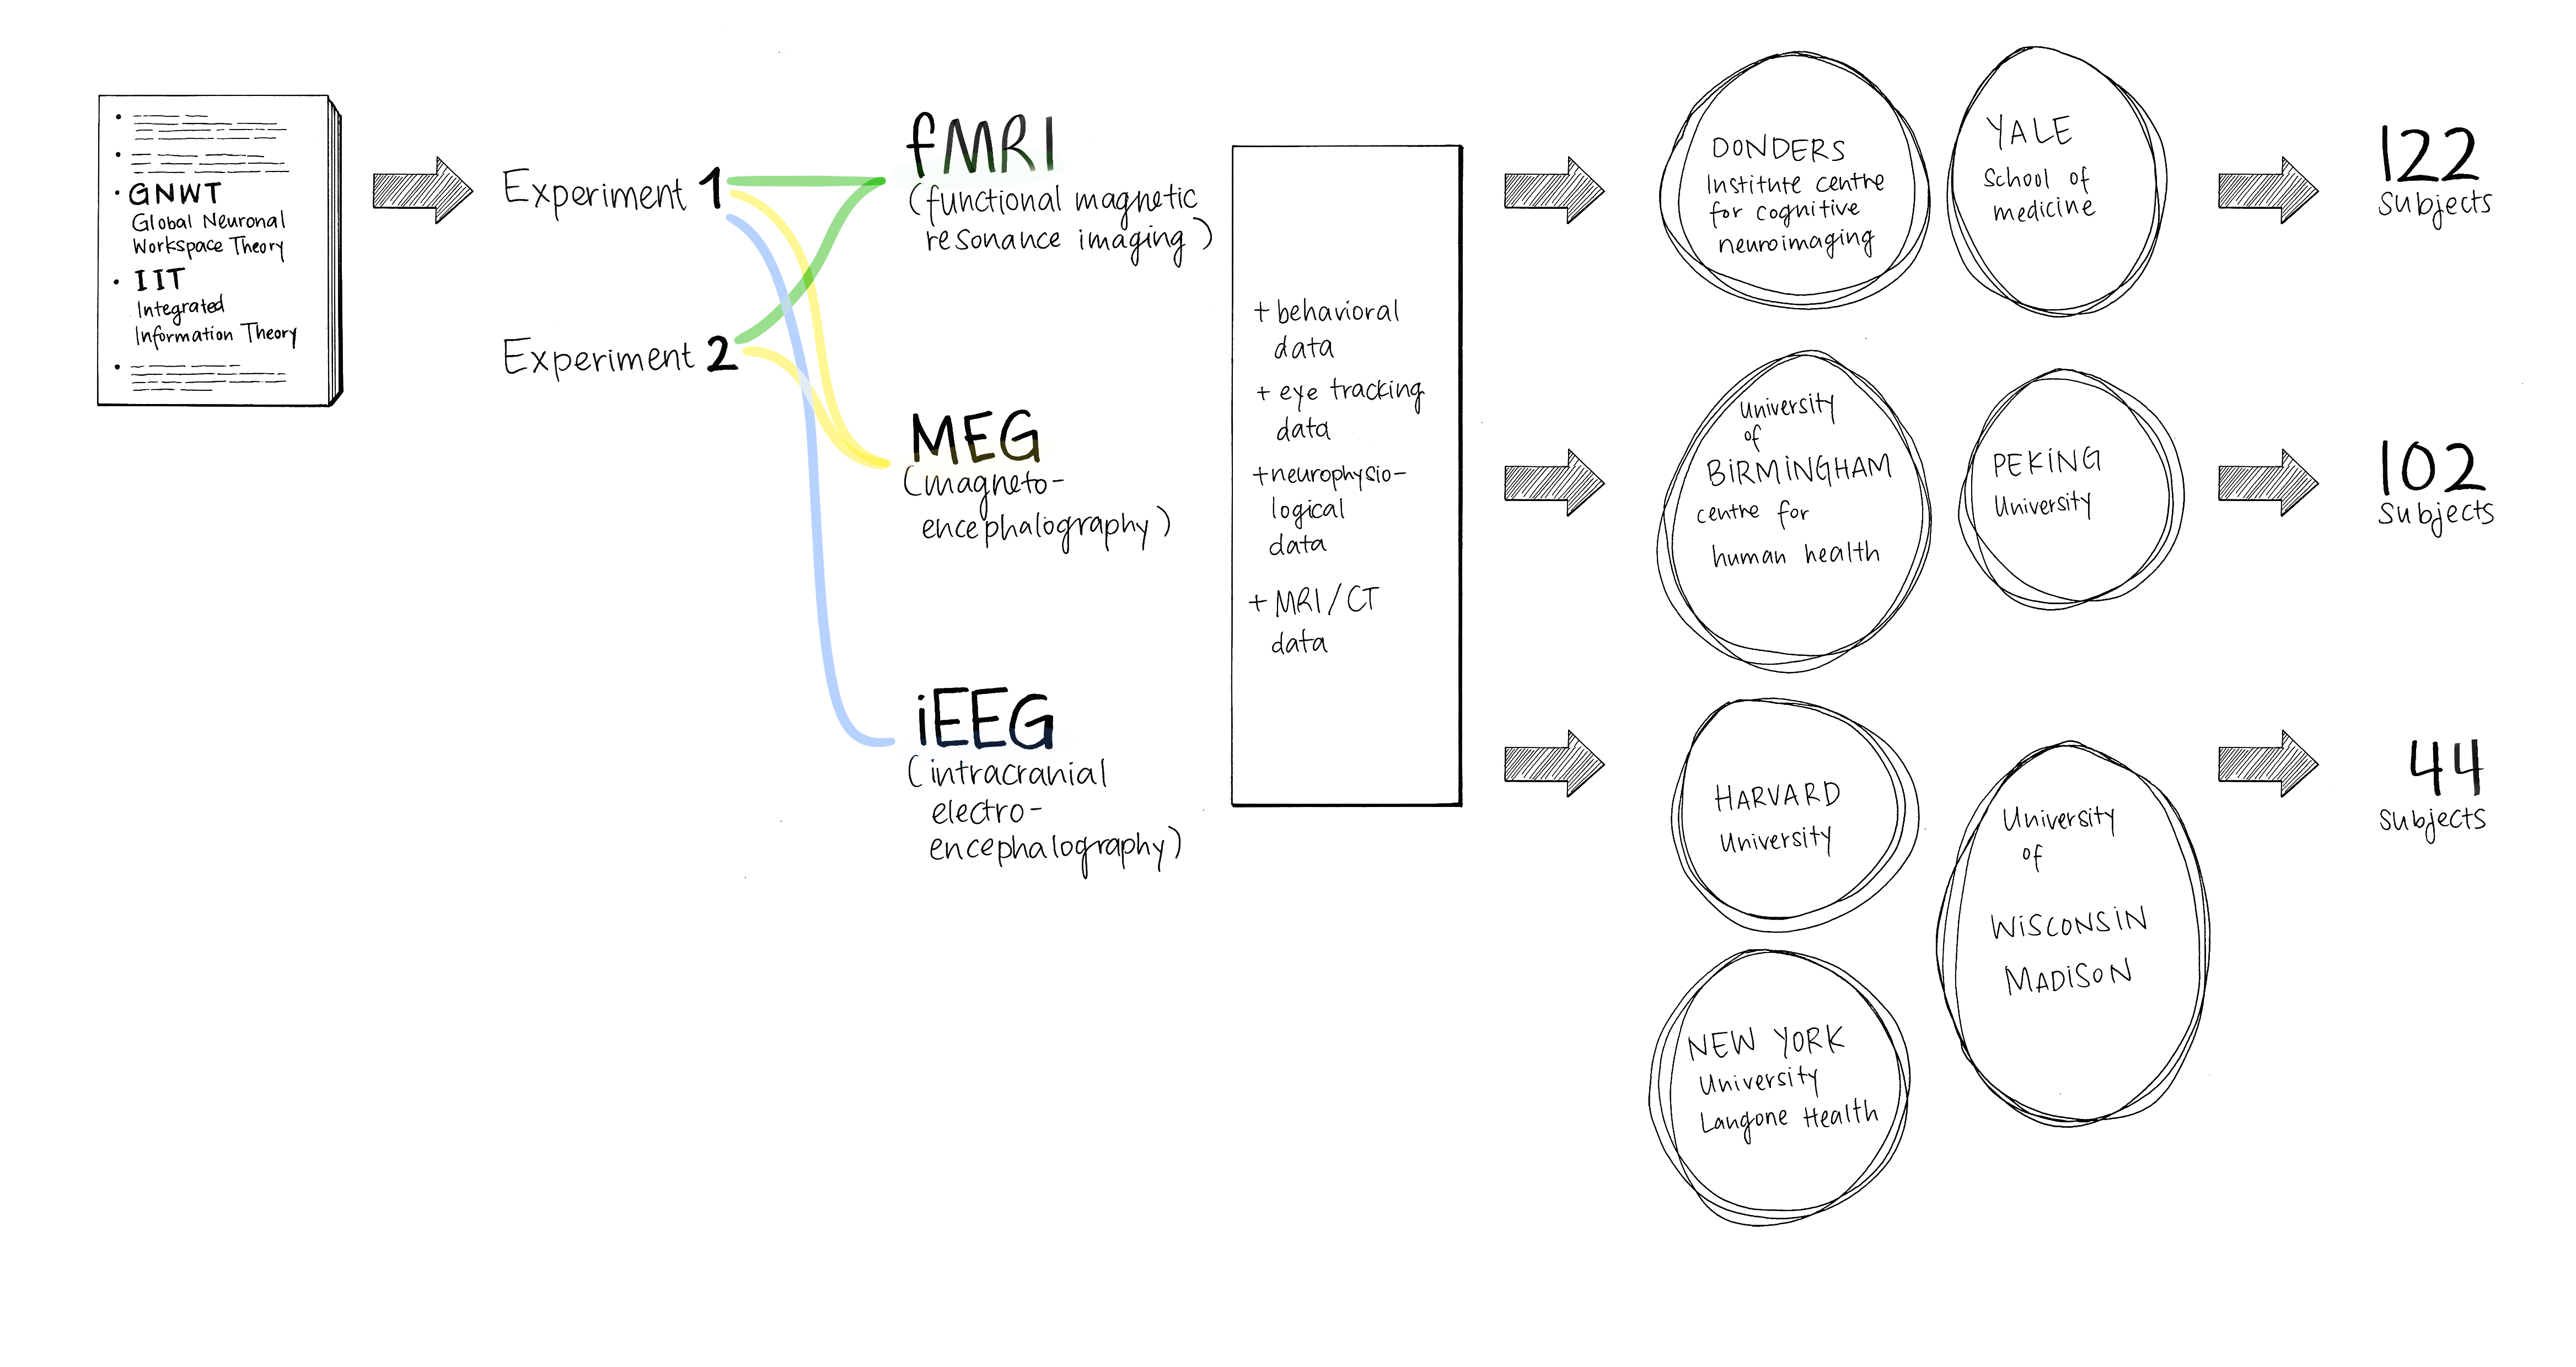 • GNWT
Global Neuronal
Workspace Theory
• IIT
Integrated
Information Theory
Experiment 1
Experiment 2
fMRI
(functional magnetic
resonance imaging)
MEG
(magneto-
encephalography)
iEEG
(intracranial
electro-
encephalography)
+ behavioral
data
+ eye tracking
data
+ neurophysio-
logical
data
+ MRI/CT
data
DONDERS
Institute centre
for cognitive
neuroimaging
YALE
School of
medicine
122
subjects
university
of
BIRMINGHAM
centre for
human health
PEKING
University
102
subjects
HARVARD
University
University
of
WISCONSIN
MADISON
44
subjects
NEW YORK
University
Langone Health